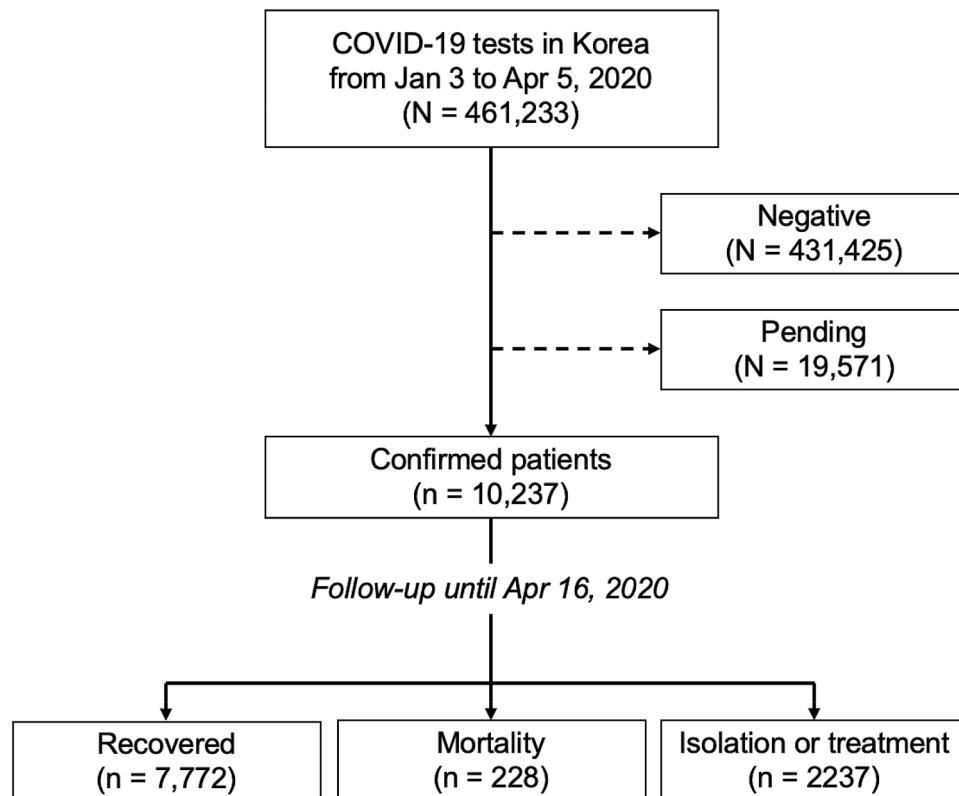 COVID-19 tests in Korea
from Jan 3 to Apr 5, 2020
(N = 461,233)
Negative
(N = 431,425)
Pending
(N = 19,571)
Confirmed patients
(n = 10,237)
Follow-up until Apr 16, 2020
Recovered
(n = 7,772)
Mortality
(n = 228)
Isolation or treatment
(n = 2237)